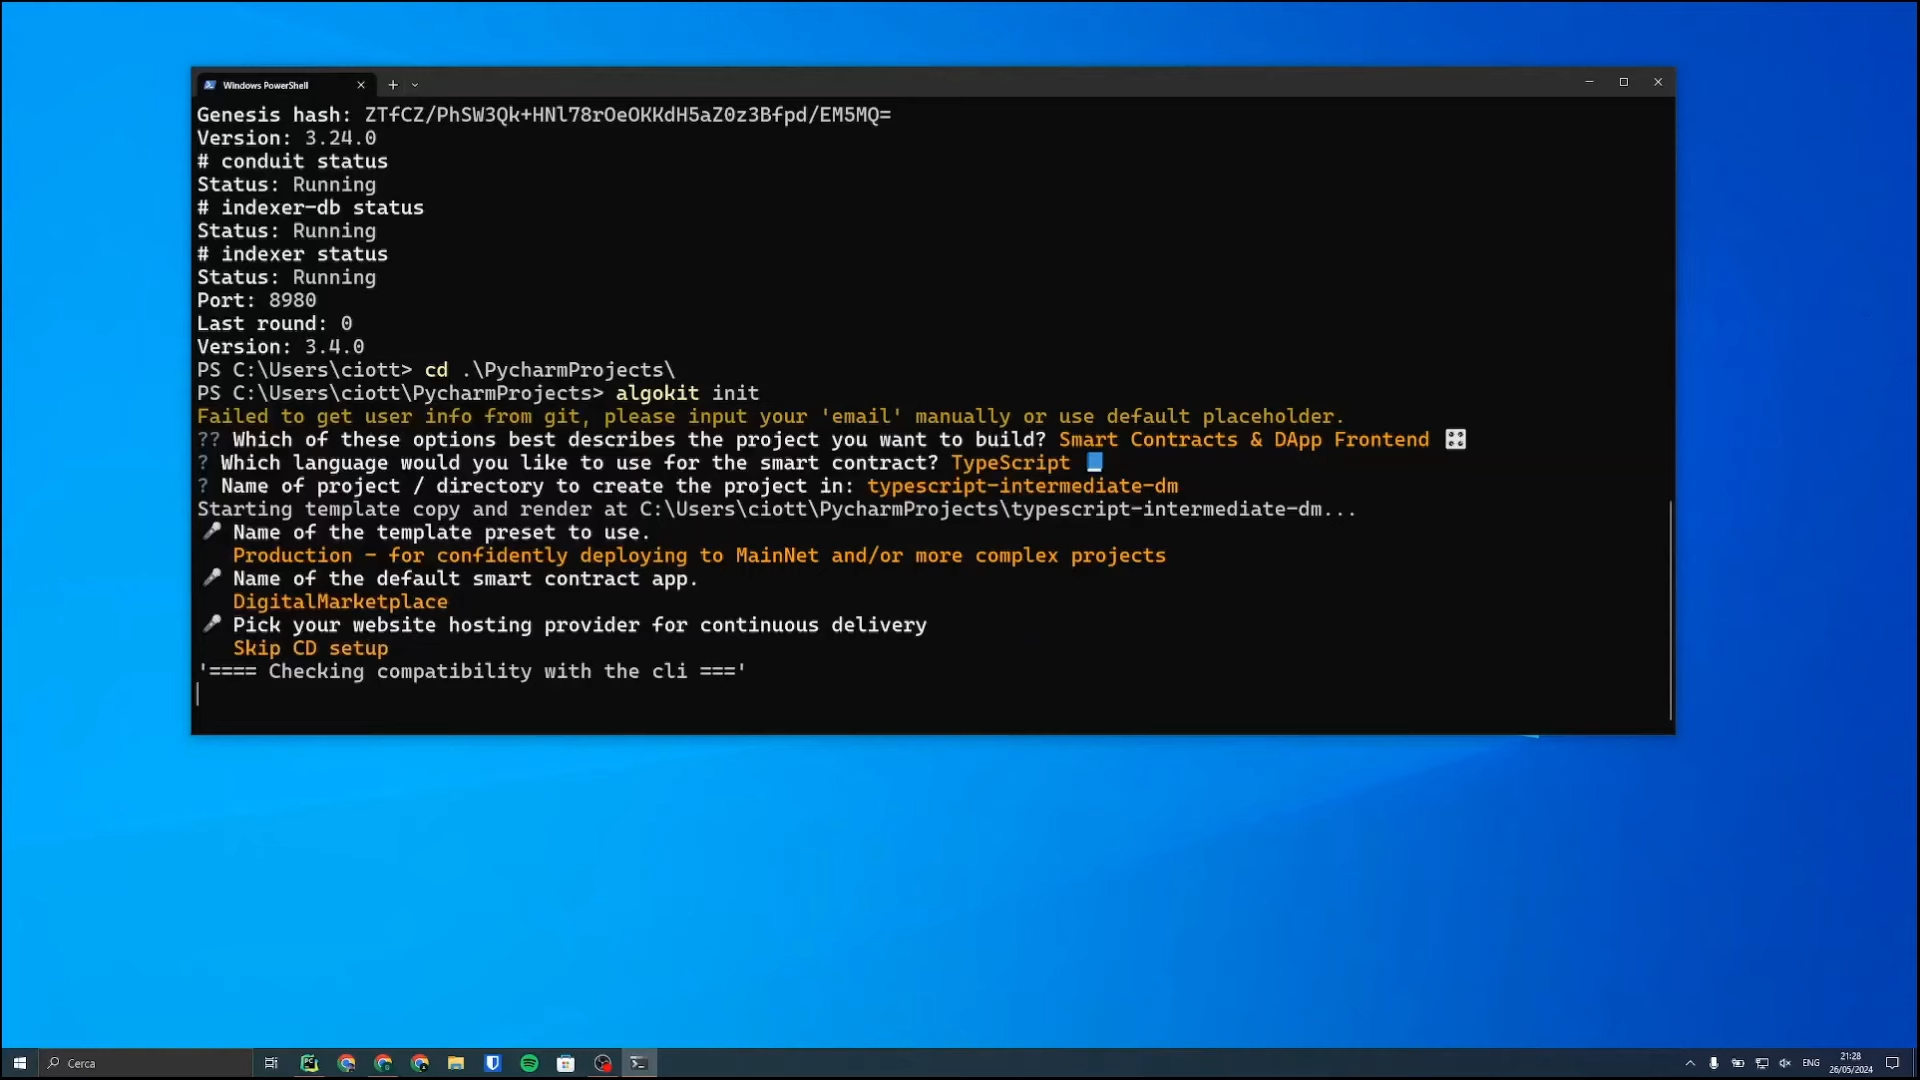 Windows PowerShell
Genesis hash: ZTfCZ/PhSW3Qk+HNl78rOeOKKdH5aZ0z3Bfpd/EM5MQ=
Version: 3.24.0
# conduit status
Status: Running
# indexer-db status
Status: Running
# indexer status
Status: Running
Port: 8980
Last round: 0
Version: 3.4.0
PS C:\Users\ciott> cd .\PycharmProjects\
PS C:\Users\ciott\PycharmProjects> algokit init
Failed to get user info from git, please input your 'email' manually or use default placeholder.
?? Which of these options best describes the project you want to build? Smart Contracts & DApp Frontend
? Which language would you like to use for the smart contract? TypeScript
? Name of project / directory to create the project in: typescript-intermediate-dm
Starting template copy and render at C:\Users\ciott\PycharmProjects\typescript-intermediate-dm...
Name of the template preset to use.
Production - for confidently deploying to MainNet and/or more complex projects
Name of the default smart contract app.
DigitalMarketplace
Pick your website hosting provider for continuous delivery
Skip CD setup
'==== Checking compatibility with the cli ==='
Cerca
ENG
21:28
26/05/2024